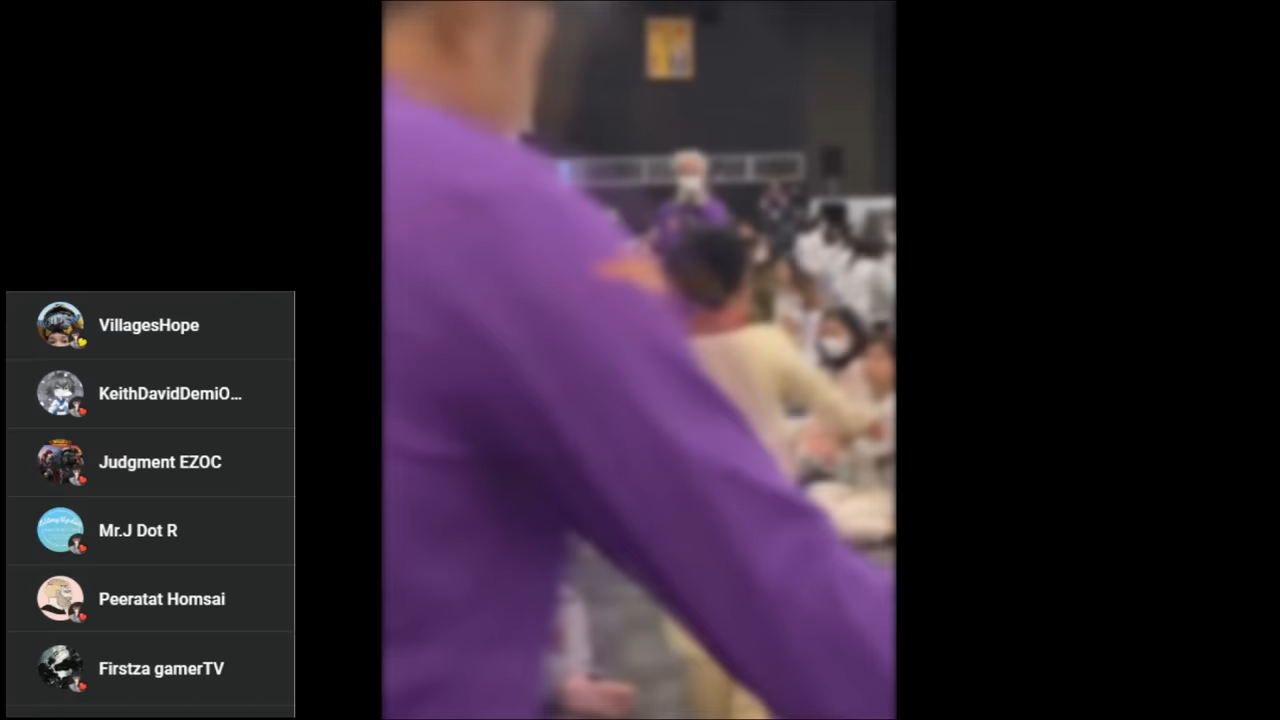 VillagesHope
KeithDavidDemiO...
Judgment EZOC
Mr.J Dot R
Peeratat Homsai
Firstza gamerTV